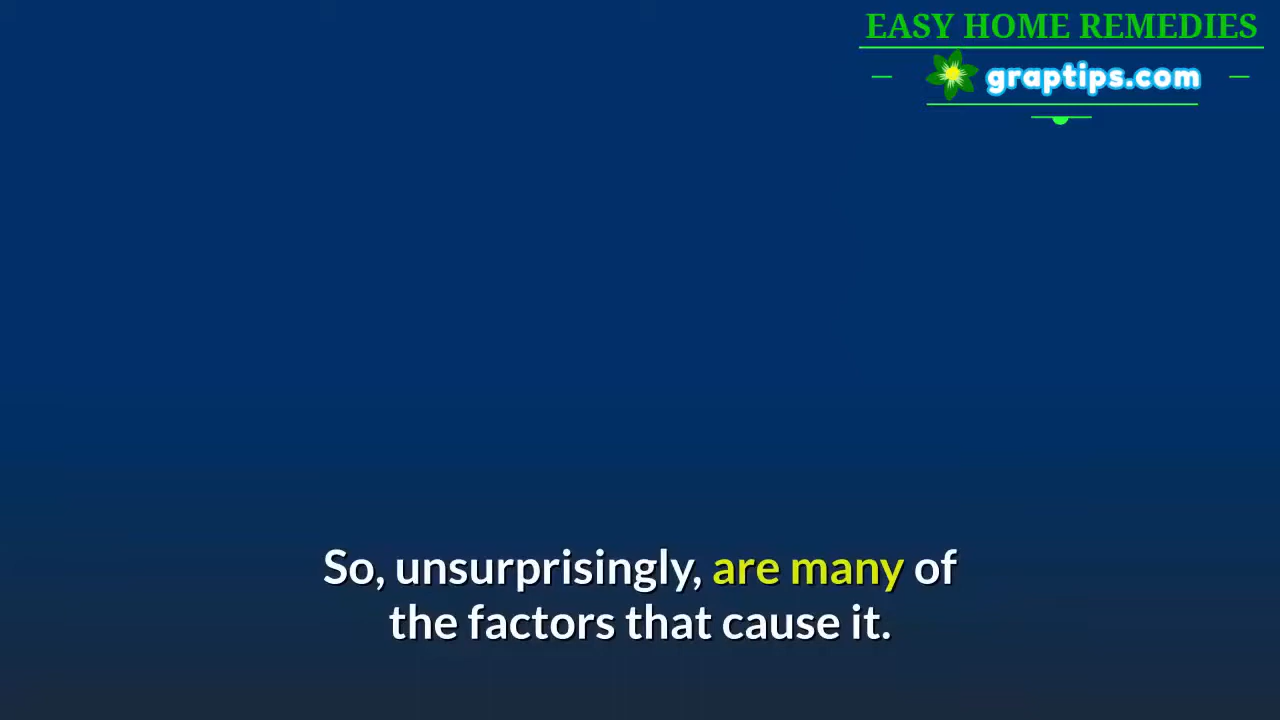 EASY HOME REMEDIES
graptips.com
So, unsurprisingly, are many of
the factors that cause it.